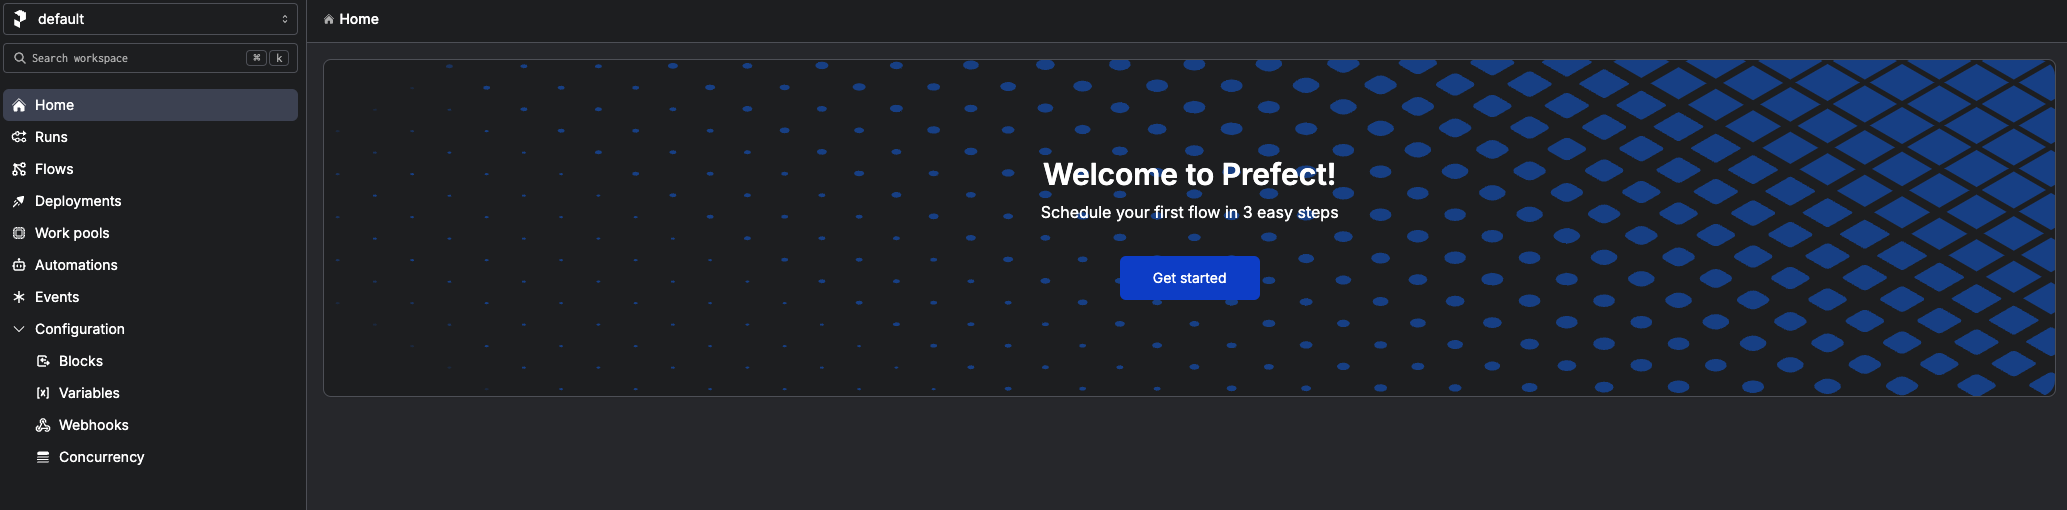 default
Search workspace
⌘ k
Home
Runs
Flows
Deployments
Work pools
Automations
Events
Configuration
Blocks
Variables
Webhooks
Concurrency
Home
Welcome to Prefect!
Schedule your first flow in 3 easy steps
Get started